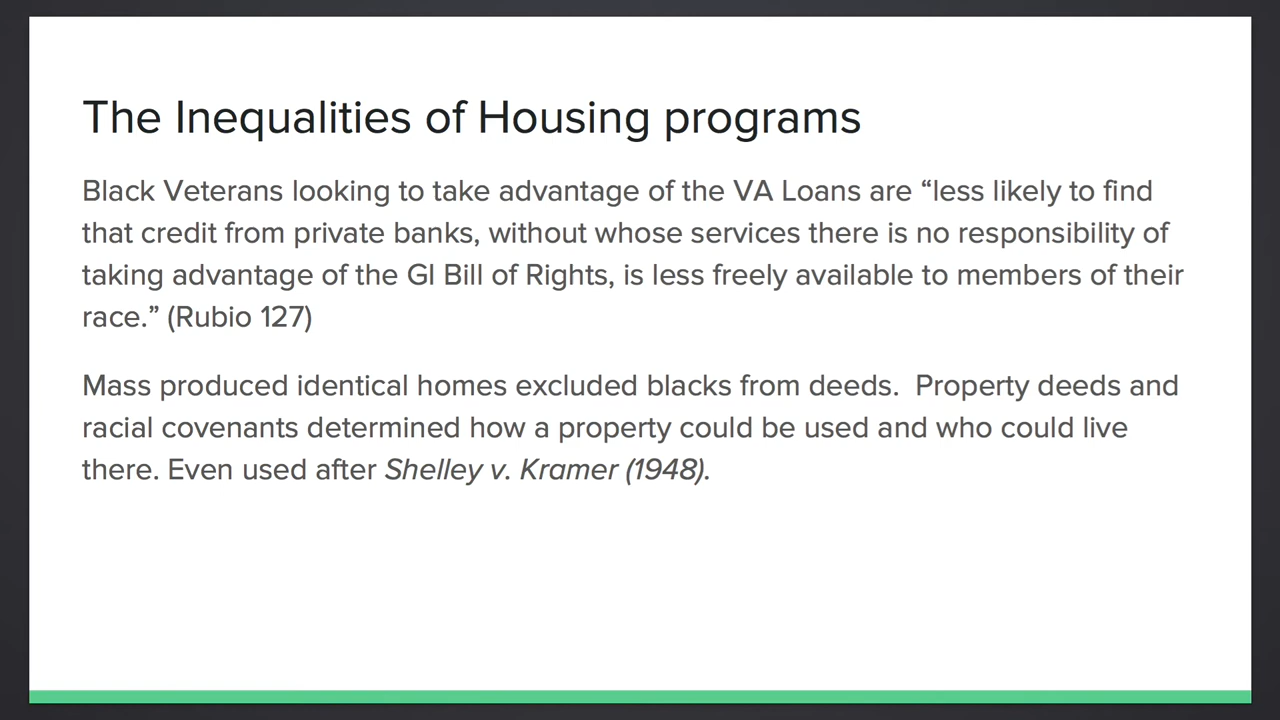 The Inequalities of Housing programs
Black Veterans looking to take advantage of the VA Loans are “less likely to find
that credit from private banks, without whose services there is no responsibility of
taking advantage of the GI Bill of Rights, is less freely available to members of their
race.” (Rubio 127)
Mass produced identical homes excluded blacks from deeds.  Property deeds and
racial covenants determined how a property could be used and who could live
there. Even used after Shelley v. Kramer (1948).